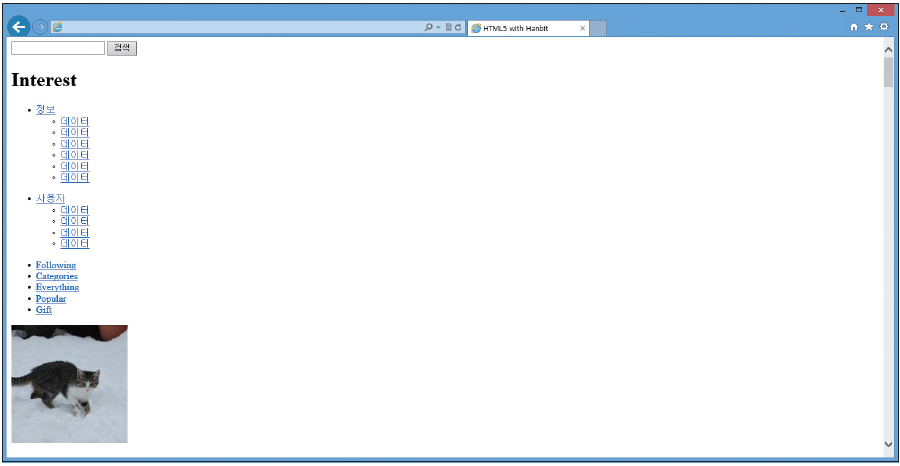 HTML5 with Hanbit
검색
Interest
정보
데이터
데이터
데이터
데이터
데이터
데이터
사용자
데이터
데이터
데이터
데이터
Following
Categories
Everything
Popular
Gift